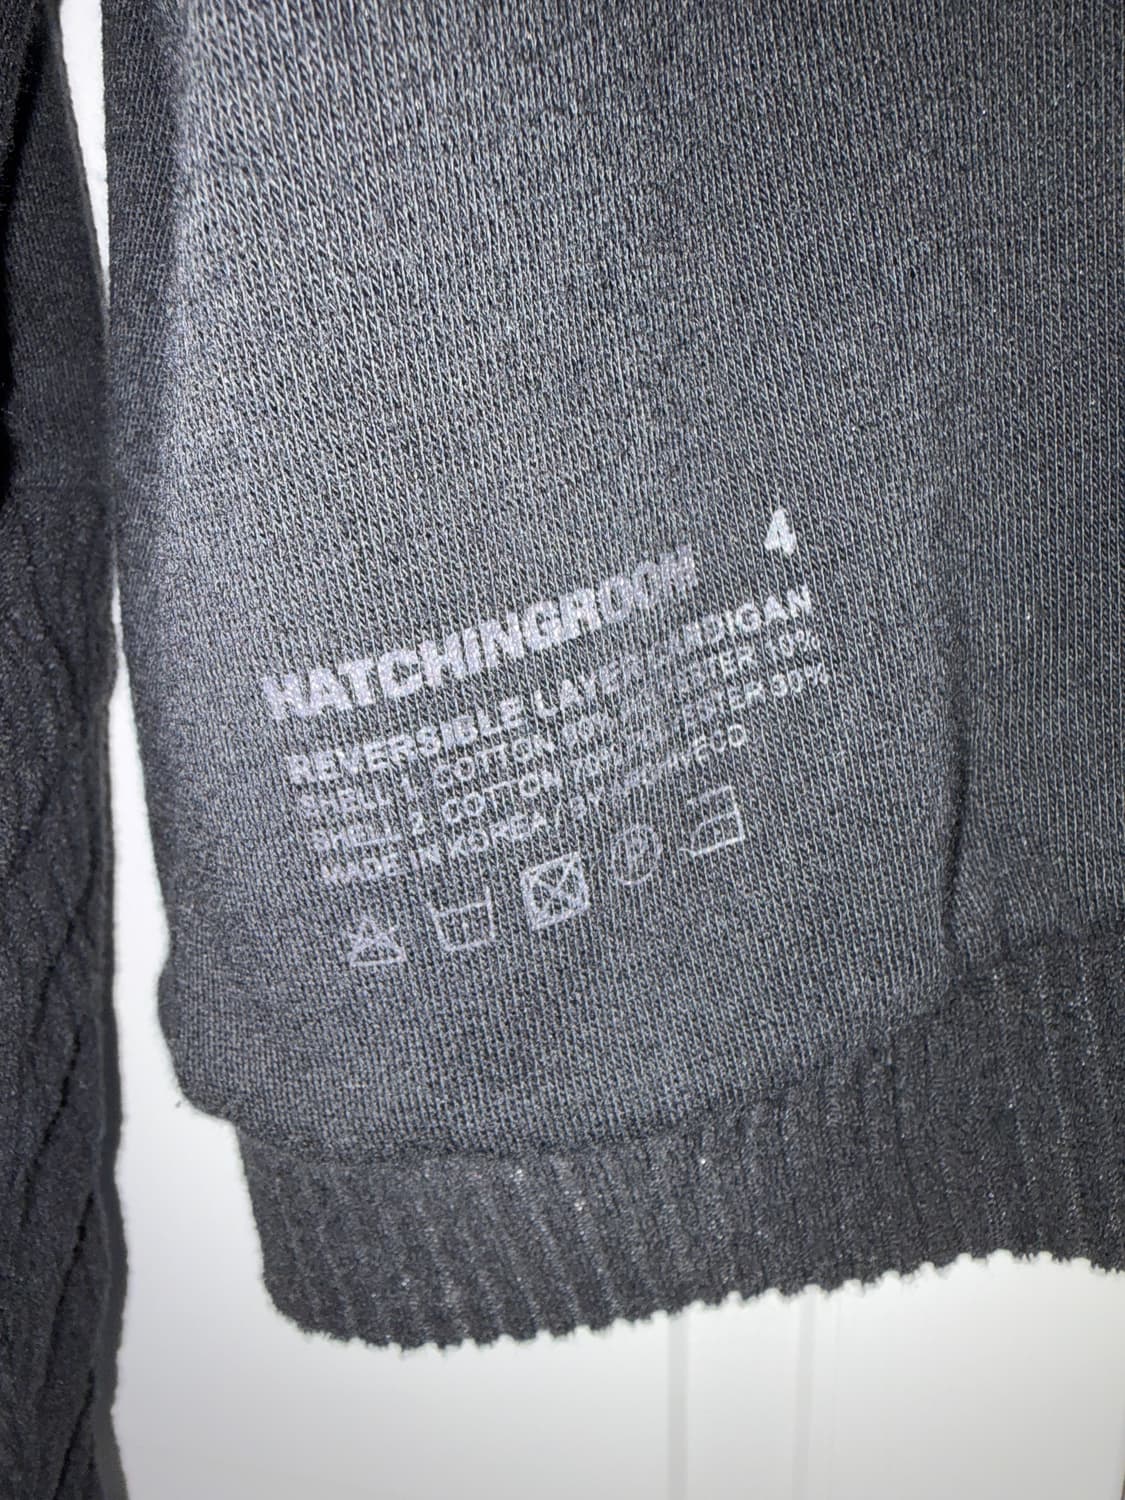 4
HATCHINGROOM
REVERSIBLE LAYER CARDIGAN
SHELL 1. COTTON POLYESTER 10%
SHELL 2. COTTON 70% POLYESTER 30%
MADE IN KOREA / BY
P